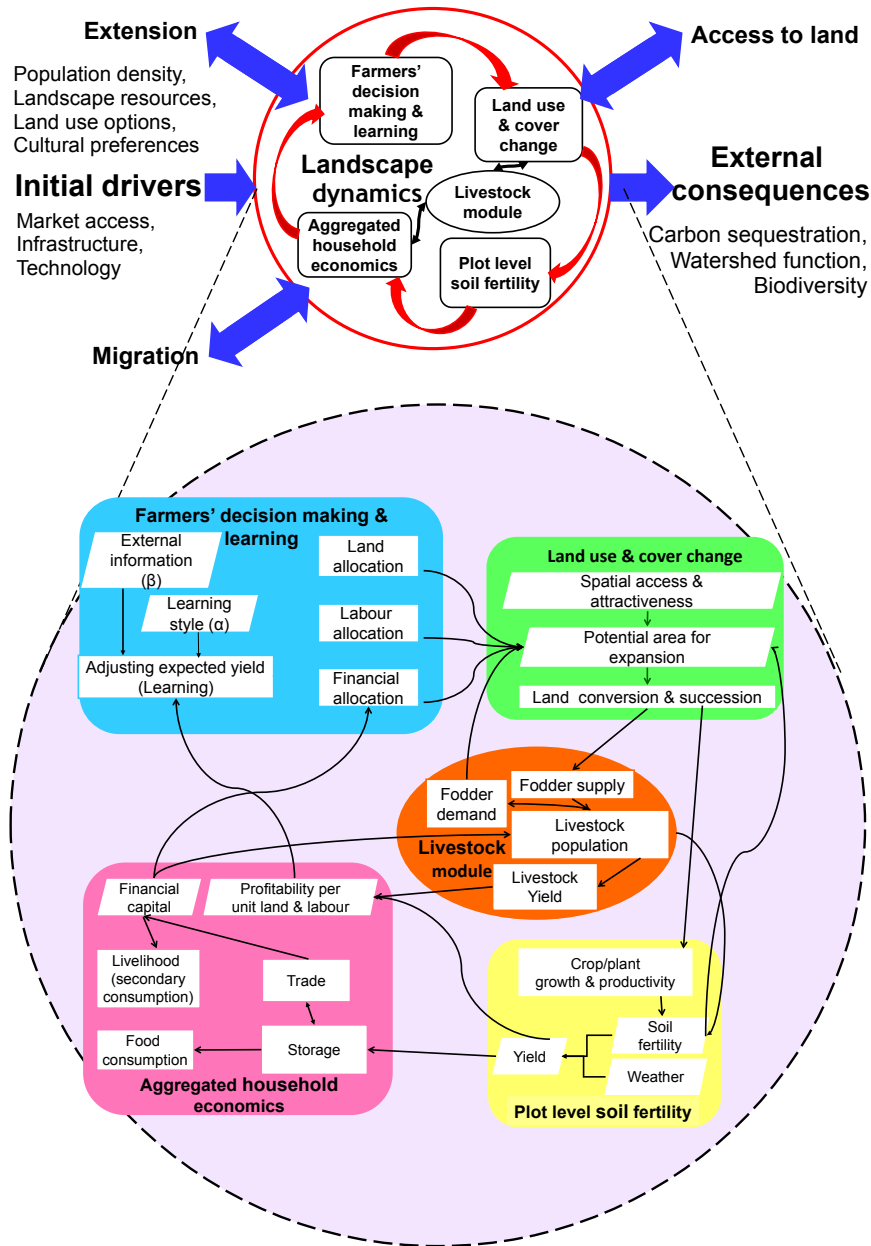 Extension
Population density,
Landscape resources,
Land use options,
Cultural preferences
Initial drivers
Market access,
Infrastructure,
Technology
Migration
Farmers'
decision
making &
learning
Land use
& cover
change
Landscape
dynamics
Livestock
module
Aggregated
household
economics
Plot level
soil fertility
Access to land
External
consequences
Carbon sequestration,
Watershed function,
Biodiversity
Farmers' decision making &
learning
External
information
(β)
Learning
style (α)
Adjusting expected yield
(Learning)
Land
allocation
Labour
allocation
Financial
allocation
Land use & cover change
Spatial access &
attractiveness
Potential area for
expansion
Land conversion & succession
Fodder supply
Fodder
demand
Livestock
population
Livestock
module
Livestock
Yield
Financial
capital
Profitability per
unit land & labour
Livelihood
(secondary
consumption)
Trade
Food
consumption
Storage
Aggregated household
economics
Crop/plant
growth & productivity
Soil
fertility
Yield
Weather
Plot level soil fertility